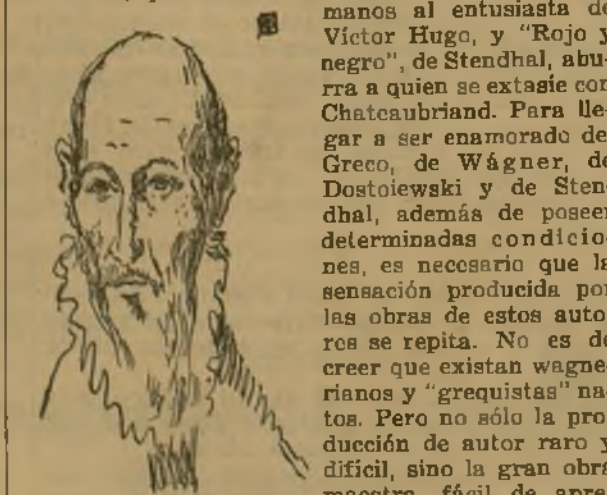 manos al entusiasta de
Víctor Hugo, y "Rojo y
negro", de Stendhal, abu-
rra a quien se extasíe con
Chateaubriand. Para lle-
gar a ser enamorado del
Greco, de Wágner, de
Dostoiewski y de Sten-
dhal, además de poseer
determinadas condicio-
nes, es necesario que la
sensación producida por
las obras de estos auto-
res se repita. No es de
creer que existan wagne-
rianos y "grequistas" na-
tos. Pero no sólo la pro-
ducción de autor raro y
difícil, sino la gran obra
maestra, fácil de apre-